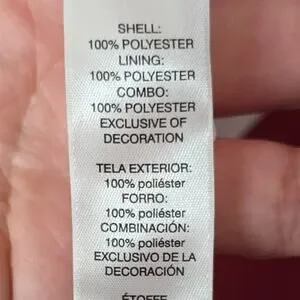 SHELL:
100% POLYESTER
LINING:
100% POLYESTER
COMBO:
100% POLYESTER
EXCLUSIVE OF
DECORATION
TELA EXTERIOR:
100% poliéster
FORRO:
100% poliéster
COMBINACIÓN:
100% poliéster
EXCLUSIVO DE LA
DECORACIÓN
ÉTOFFE